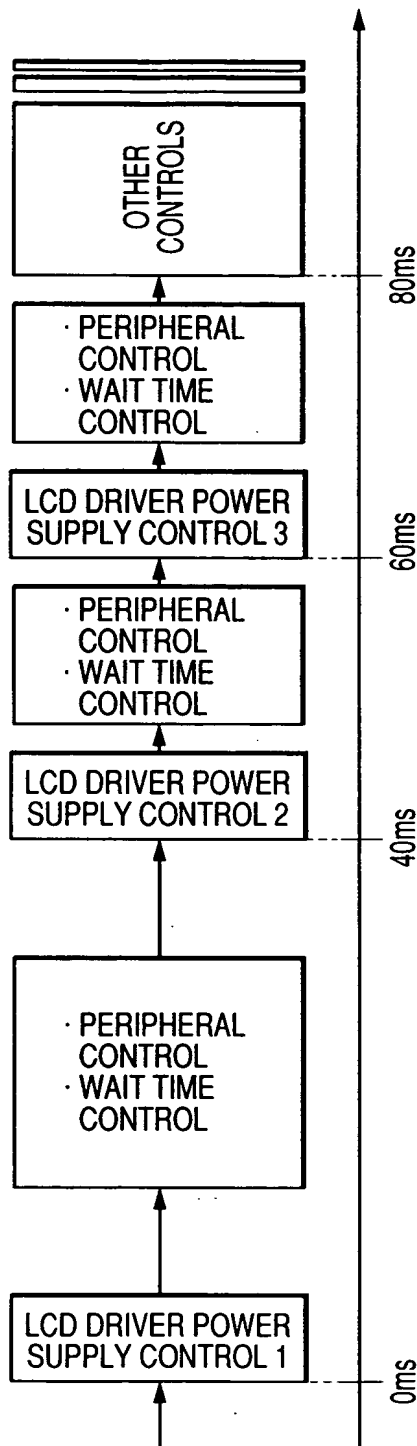 OTHER
CONTROLS
80ms
· PERIPHERAL
CONTROL
· WAIT TIME
CONTROL
LCD DRIVER POWER
SUPPLY CONTROL 3
60ms
· PERIPHERAL
CONTROL
· WAIT TIME
CONTROL
LCD DRIVER POWER
SUPPLY CONTROL 2
40ms
· PERIPHERAL
CONTROL
· WAIT TIME
CONTROL
LCD DRIVER POWER
SUPPLY CONTROL 1
0ms